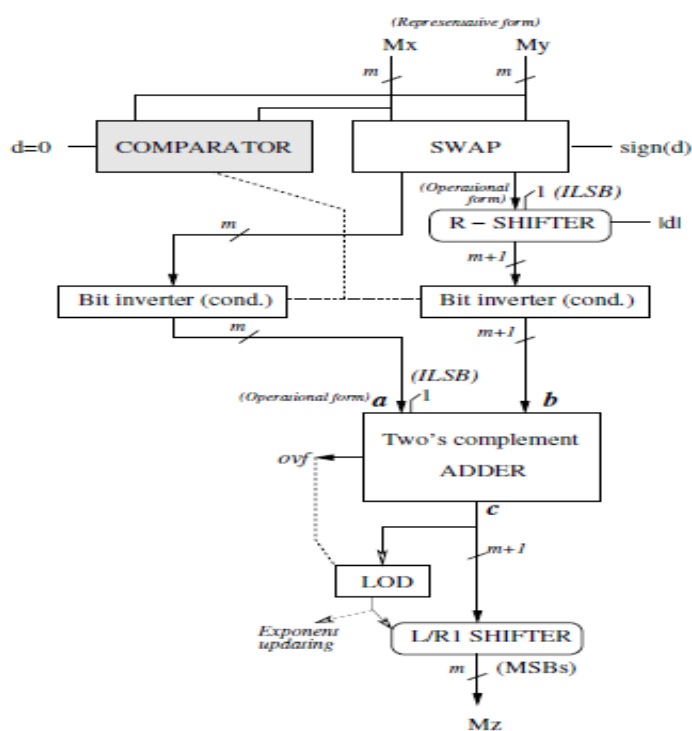 (Representative form)
Mx My
m m
d=0 COMPARATOR SWAP sign(d)
(Operational form) 1 (ILSB)
m R – SHIFTER |d|
m+1
Bit inverter (cond.) Bit inverter (cond.)
m m+1
(ILSB)
(Operational form) a 1 b
Two's complement
ovf ADDER
c
m+1
LOD
Exponent
updating
L/R1 SHIFTER
m (MSBs)
Mz